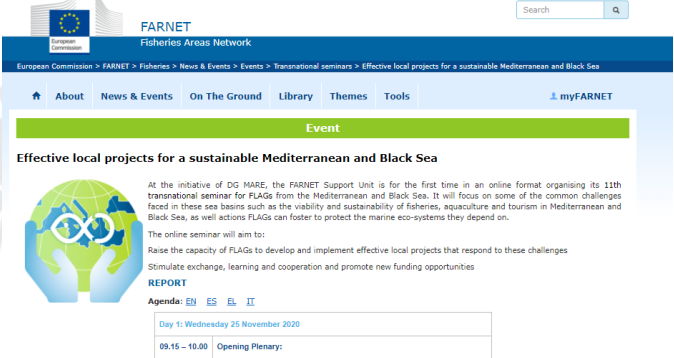 Search
European
Commission
FARNET
Fisheries Areas Network
European Commission > FARNET > Fisheries > News & Events > Events > Transnational seminars > Effective local projects for a sustainable Mediterranean and Black Sea
About News & Events On The Ground Library Themes Tools myFARNET
Event
Effective local projects for a sustainable Mediterranean and Black Sea
At the initiative of DG MARE, the FARNET Support Unit is for the first time in an online format organising its 11th
transnational seminar for FLAGs from the Mediterranean and Black Sea. It will focus on some of the common challenges
faced in these sea basins such as the viability and sustainability of fisheries, aquaculture and tourism in Mediterranean and
Black Sea, as well actions FLAGs can foster to protect the marine eco-systems they depend on.
The online seminar will aim to:
Raise the capacity of FLAGs to develop and implement effective local projects that respond to these challenges
Stimulate exchange, learning and cooperation and promote new funding opportunities
REPORT
Agenda: EN ES EL IT
Day 1: Wednesday 25 November 2020
09.15 – 10.00 Opening Plenary: